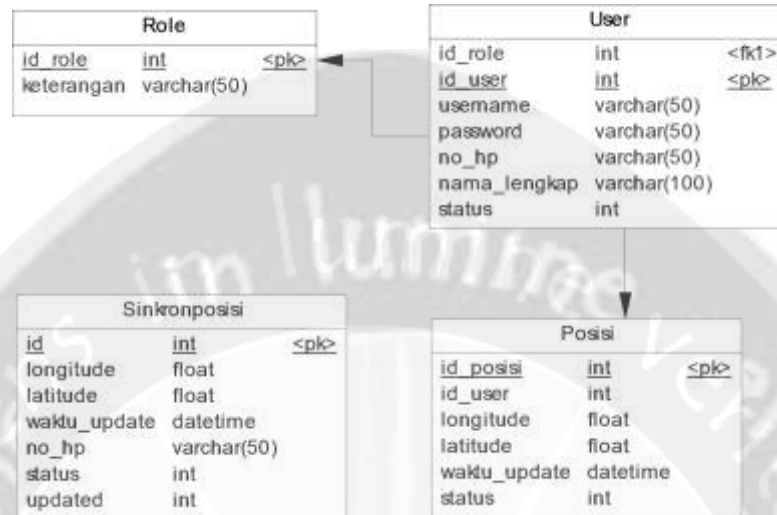 Role
id_role int <pk>
keterangan varchar(50)
User
id_role int <fk1>
id_user int <pk>
username varchar(50)
password varchar(50)
no_hp varchar(50)
nama_lengkap varchar(100)
status int
Sinkronposisi
id int <pk>
longitude float
latitude float
waktu_update datetime
no_hp varchar(50)
status int
updated int
Posisi
id_posisi int <pk>
id_user int
longitude float
latitude float
waktu_update datetime
status int
in lumine